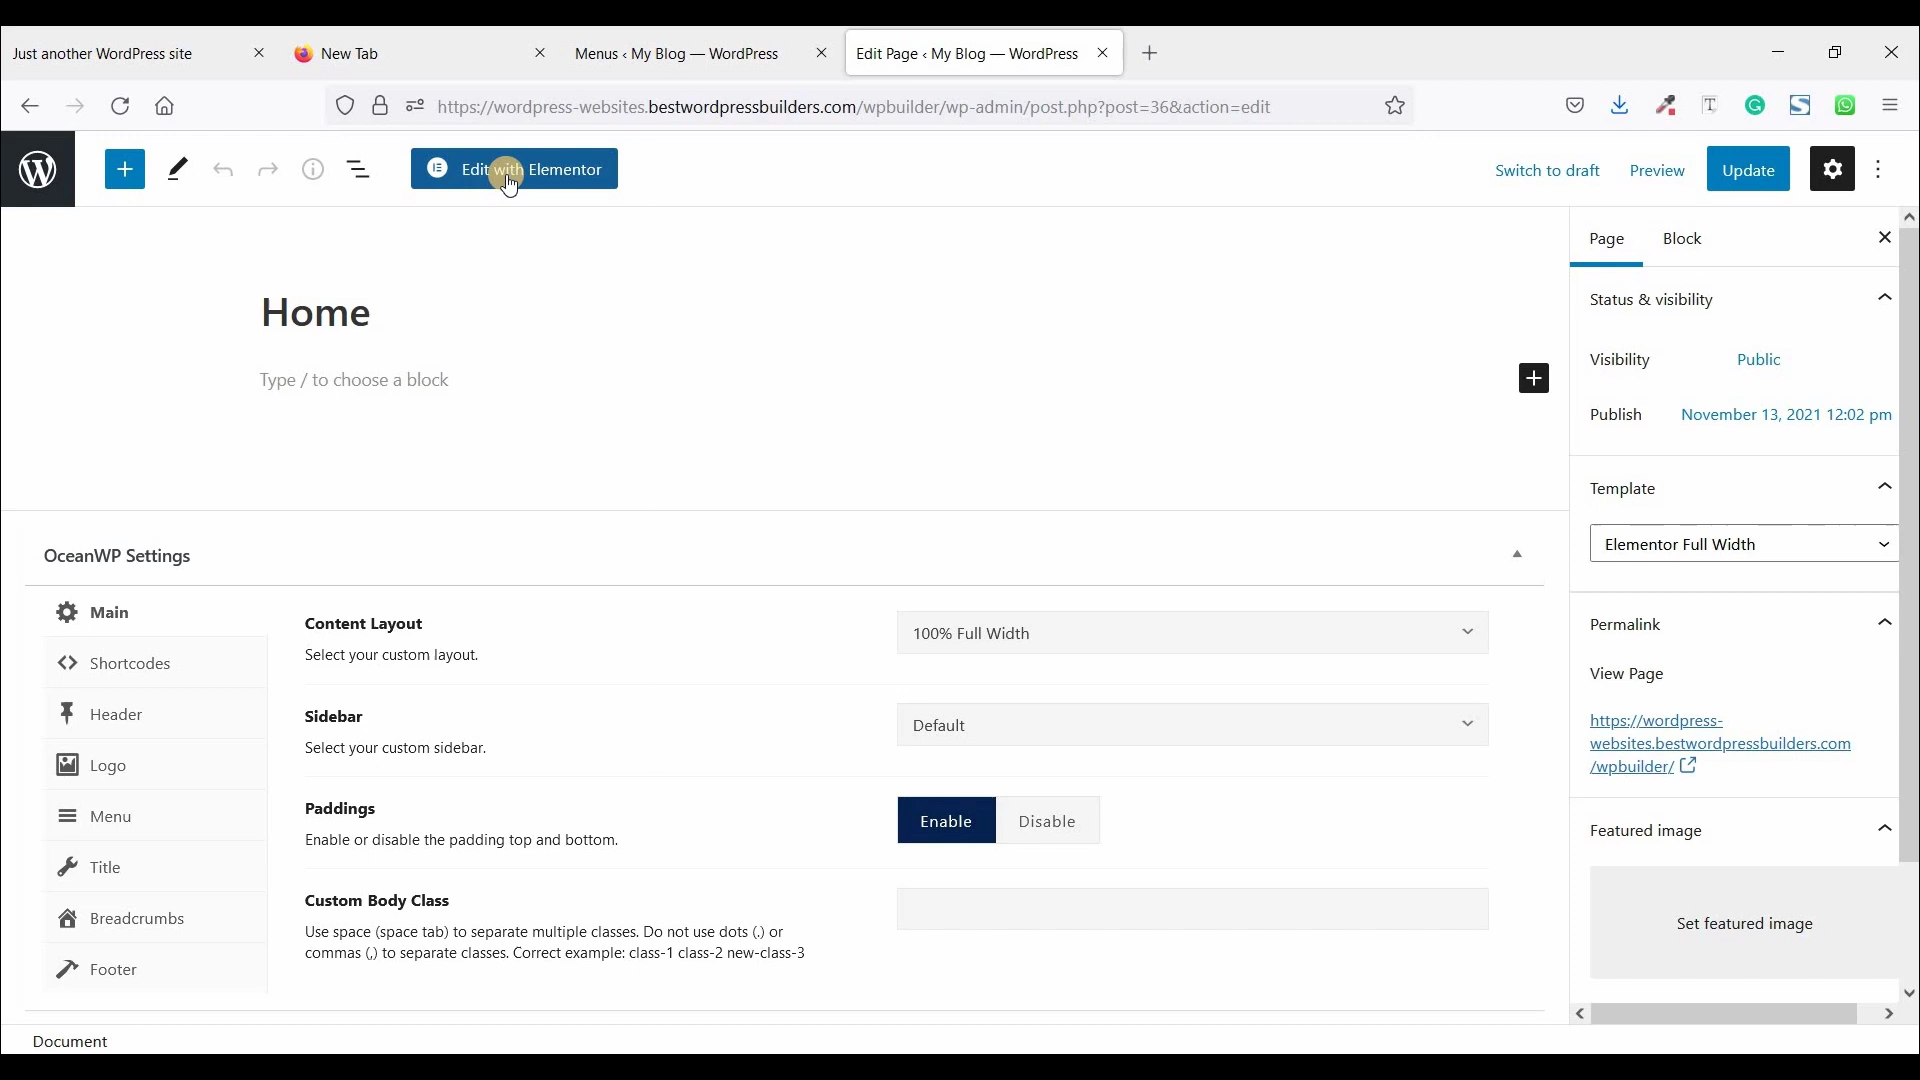 Just another WordPress site
New Tab
Menus ‹ My Blog — WordPress
Edit Page ‹ My Blog — WordPress
https://wordpress-websites.bestwordpressbuilders.com/wpbuilder/wp-admin/post.php?post=36&action=edit
Edit with Elementor
Switch to draft
Preview
Update
Page
Block
Home
Type / to choose a block
Status & visibility
Visibility
Public
Publish
November 13, 2021 12:02 pm
Template
Elementor Full Width
Permalink
View Page
https://wordpress-
websites.bestwordpressbuilders.com
/wpbuilder/
Featured image
Set featured image
OceanWP Settings
Main
Shortcodes
Header
Logo
Menu
Title
Breadcrumbs
Footer
Content Layout
Select your custom layout.
100% Full Width
Sidebar
Select your custom sidebar.
Default
Paddings
Enable or disable the padding top and bottom.
Enable
Disable
Custom Body Class
Use space (space tab) to separate multiple classes. Do not use dots (.) or
commas (,) to separate classes. Correct example: class-1 class-2 new-class-3
Document